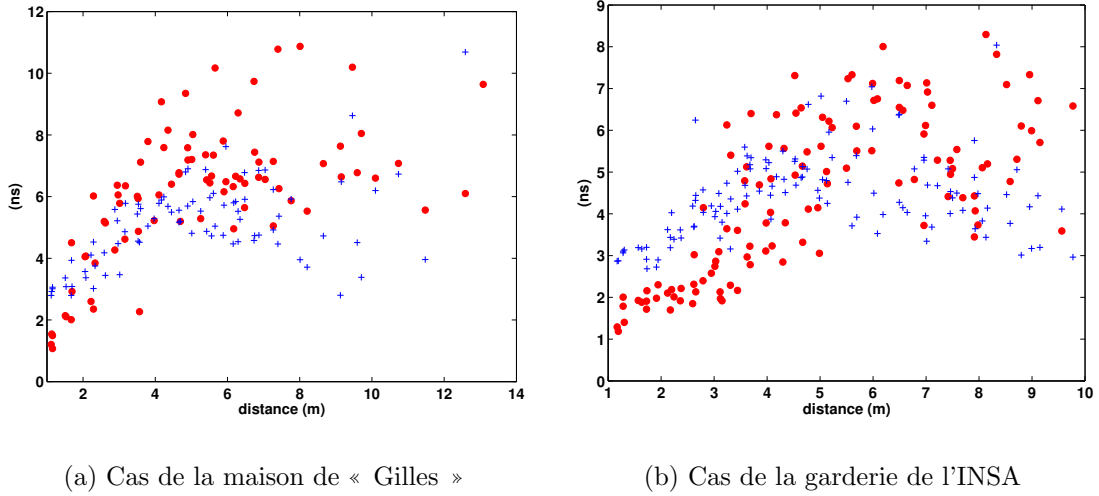 12
10
8
6
4
2
0
(ns)
2 4 6 8 10 12 14
distance (m)
(a) Cas de la maison de « Gilles »
9
8
7
6
5
4
3
2
1
0
(ns)
1 2 3 4 5 6 7 8 9 10
distance (m)
(b) Cas de la garderie de l'INSA